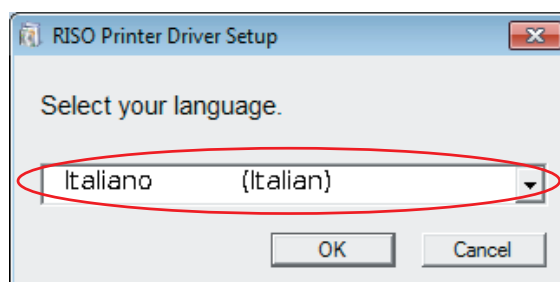 RISO Printer Driver Setup
Select your language.
Italiano (Italian)
OK Cancel